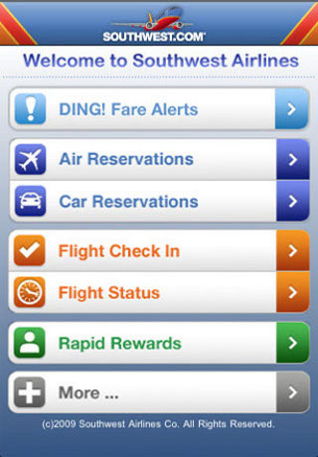 SOUTHWEST.COM®
Welcome to Southwest Airlines
DING! Fare Alerts
Air Reservations
Car Reservations
Flight Check In
Flight Status
Rapid Rewards
More ...
(c)2009 Southwest Airlines Co. All Rights Reserved.